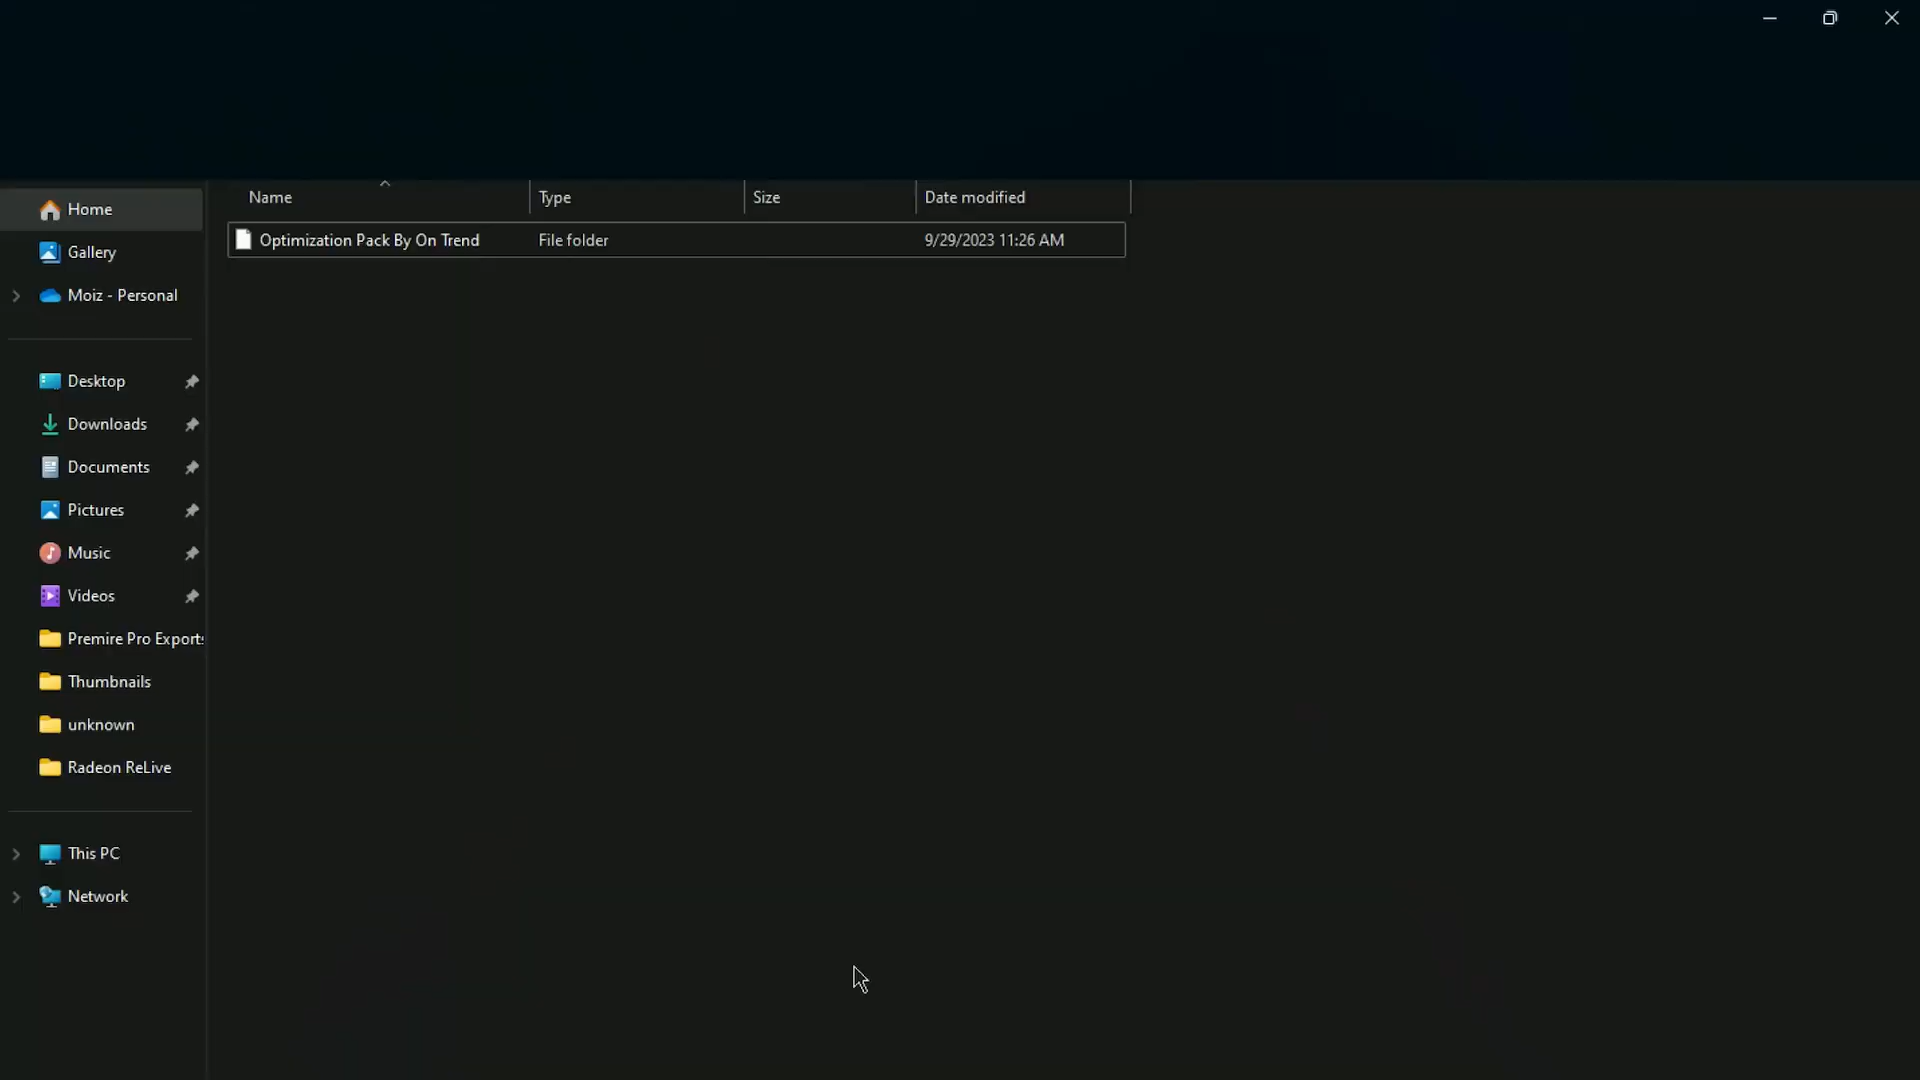 Name Type Size Date modified
Optimization Pack By On Trend File folder 9/29/2023 11:26 AM
Home
Gallery
Moiz - Personal
Desktop
Downloads
Documents
Pictures
Music
Videos
Premire Pro Exports
Thumbnails
unknown
Radeon ReLive
This PC
Network